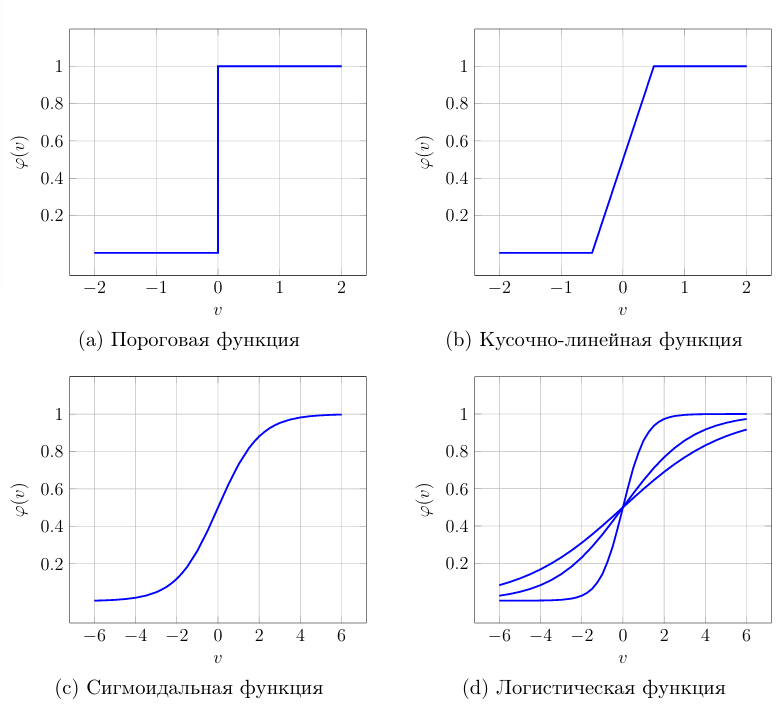 1
0.8
0.6
0.4
0.2
φ(v)
−2 −1 0 1 2
v
(a) Пороговая функция
1
0.8
0.6
0.4
0.2
φ(v)
−2 −1 0 1 2
v
(b) Кусочно-линейная функция
1
0.8
0.6
0.4
0.2
φ(v)
−6 −4 −2 0 2 4 6
v
(c) Сигмоидальная функция
1
0.8
0.6
0.4
0.2
φ(v)
−6 −4 −2 0 2 4 6
v
(d) Логистическая функция